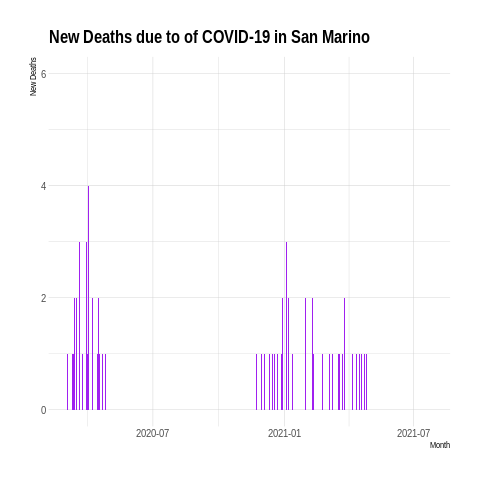 New Deaths due to of COVID-19 in San Marino
New Deaths
6
4
2
0
2020-07
2021-01
2021-07
Month